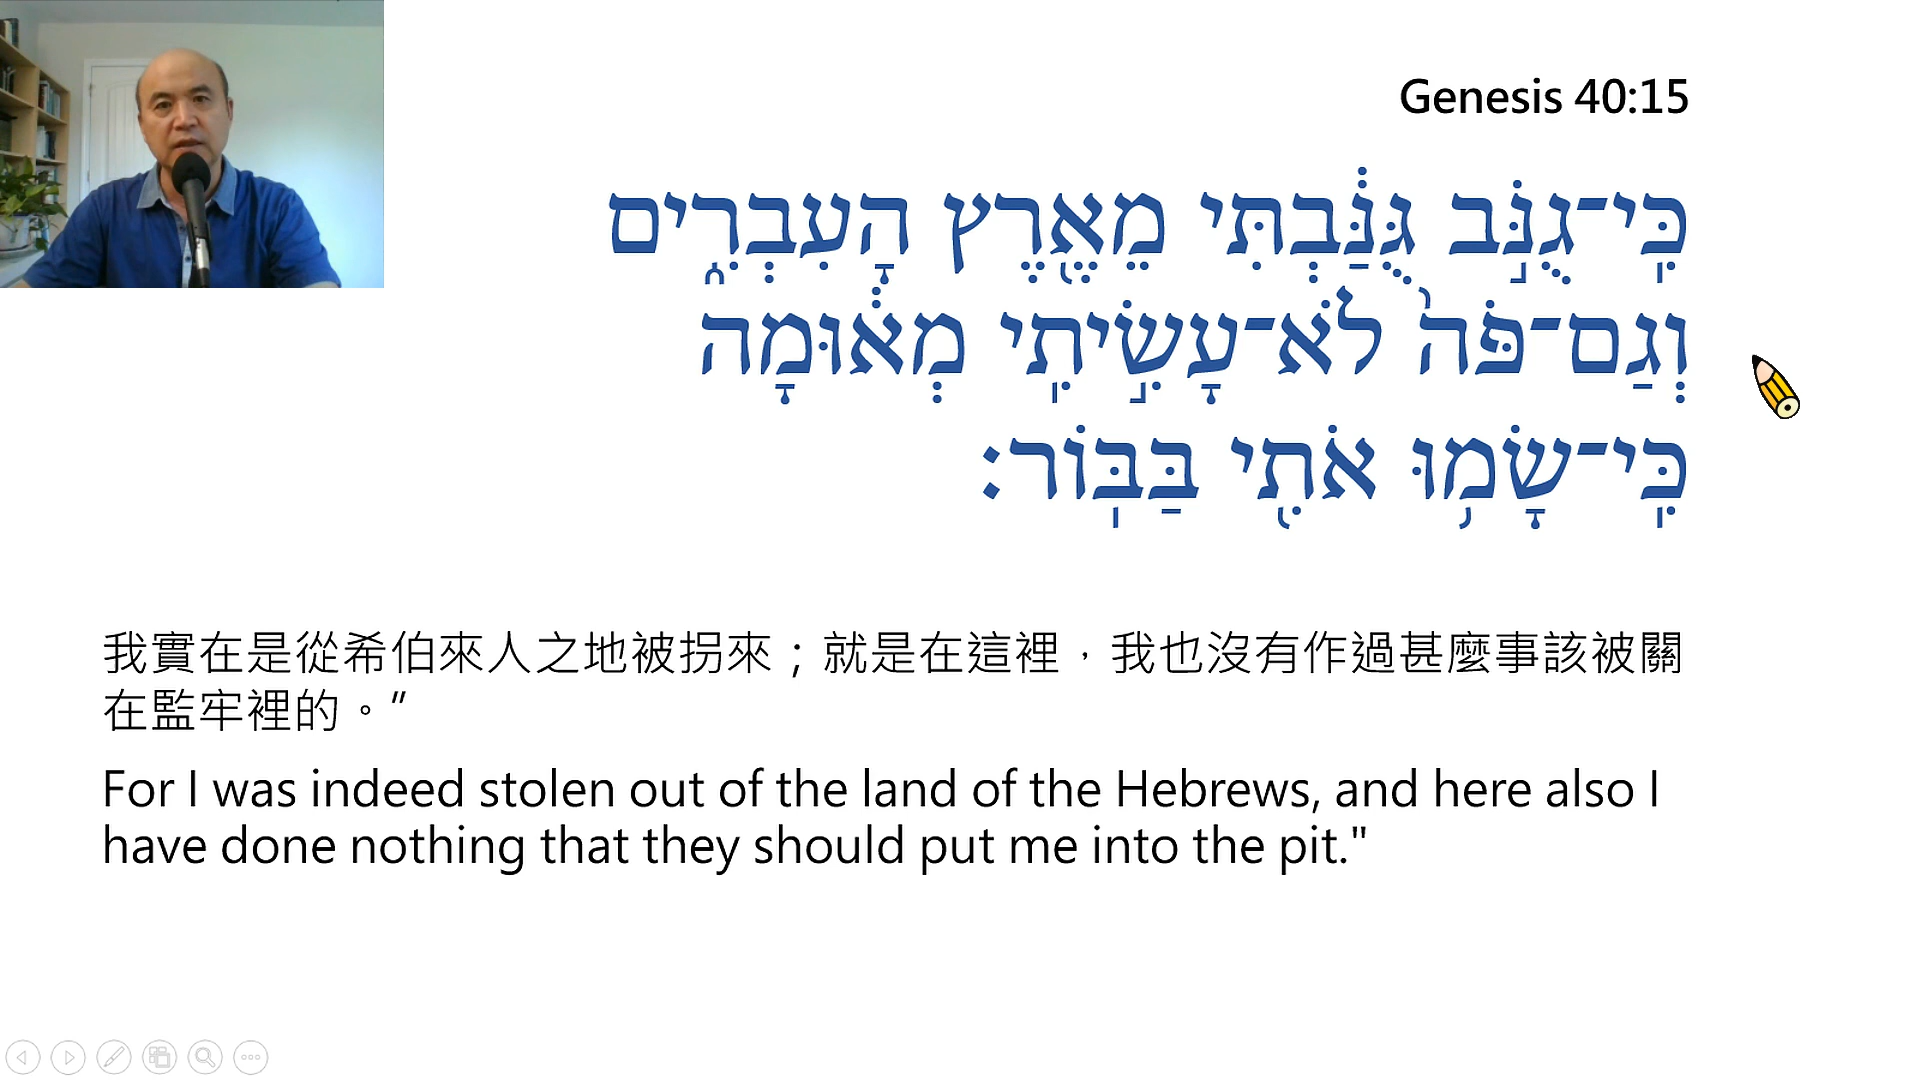 Genesis 40:15
כִּֽי־גֻנֹּ֣ב גֻּנַּ֔בְתִּי מֵאֶ֖רֶץ הָעִבְרִ֑ים
וְגַם־פֹּה֙ לֹא־עָשִׂ֣יתִֽי מְא֔וּמָה
כִּֽי־שָׂמ֥וּ אֹתִ֖י בַּבּֽוֹר׃
我實在是從希伯來人之地被拐來；就是在這裡，我也沒有作過甚麼事該被關
在監牢裡的。”
For I was indeed stolen out of the land of the Hebrews, and here also I
have done nothing that they should put me into the pit."